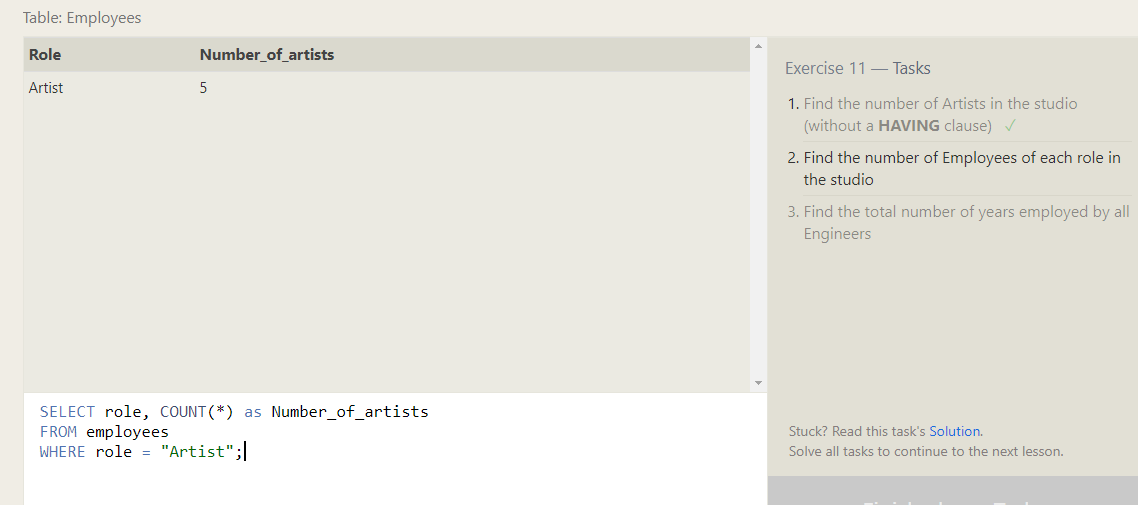 Table: Employees
Role Number_of_artists
Artist 5
SELECT role, COUNT(*) as Number_of_artists
FROM employees
WHERE role = "Artist";
Exercise 11 — Tasks
1. Find the number of Artists in the studio
(without a HAVING clause) ✓
2. Find the number of Employees of each role in
the studio
3. Find the total number of years employed by all
Engineers
Stuck? Read this task's Solution.
Solve all tasks to continue to the next lesson.